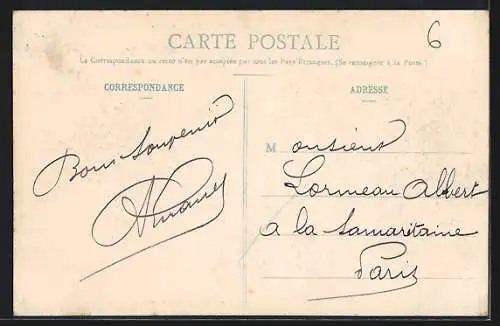 CARTE POSTALE
6
La Correspondance au recto n'est pas acceptée par tous les Pays Étrangers. (Se renseigner à la Poste)
CORRESPONDANCE
ADRESSE
Bons Souvenir
Monsieur
Lormeau Albert
a la Samaritaine
Paris